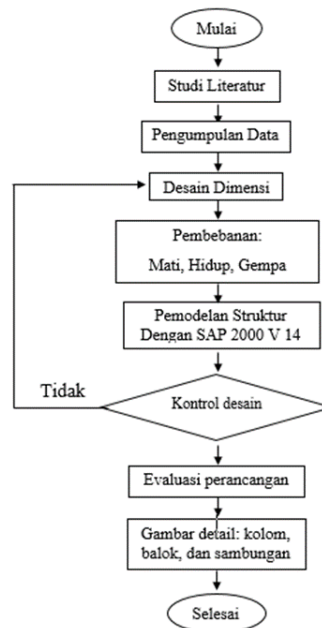 Mulai
Studi Literatur
Pengumpulan Data
Desain Dimensi
Pembebanan:
Mati, Hidup, Gempa
Pemodelan Struktur
Dengan SAP 2000 V 14
Tidak
Kontrol desain
Evaluasi perancangan
Gambar detail: kolom,
balok, dan sambungan
Selesai